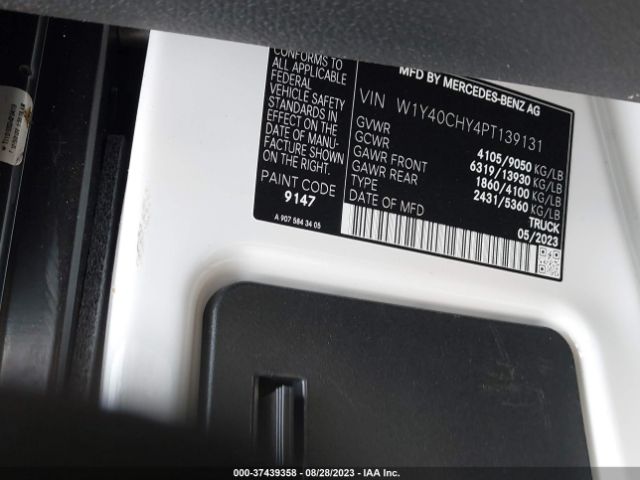 CONFORMS TO
ALL APPLICABLE
FEDERAL
VEHICLE SAFETY
STANDARDS IN
EFFECT ON THE
DATE OF MANU-
FACTURE SHOWN
ON THE RIGHT.
PAINT CODE
9147
A 907 584 34 05
MFD BY MERCEDES-BENZ AG
VIN W1Y40CHY4PT139131
GVWR 4105/9050 KG/LB
GCWR 6319/13930 KG/LB
GAWR FRONT 1860/4100 KG/LB
GAWR REAR 2431/5360 KG/LB
TYPE TRUCK
DATE OF MFD 05/2023
000-37439358 - 08/28/2023 - IAA Inc.